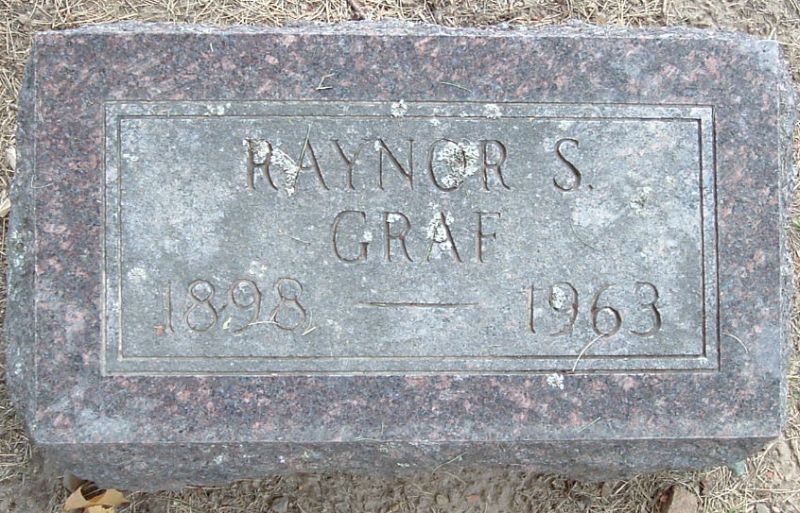 RAYNOR S.
GRAF
1898 — 1963